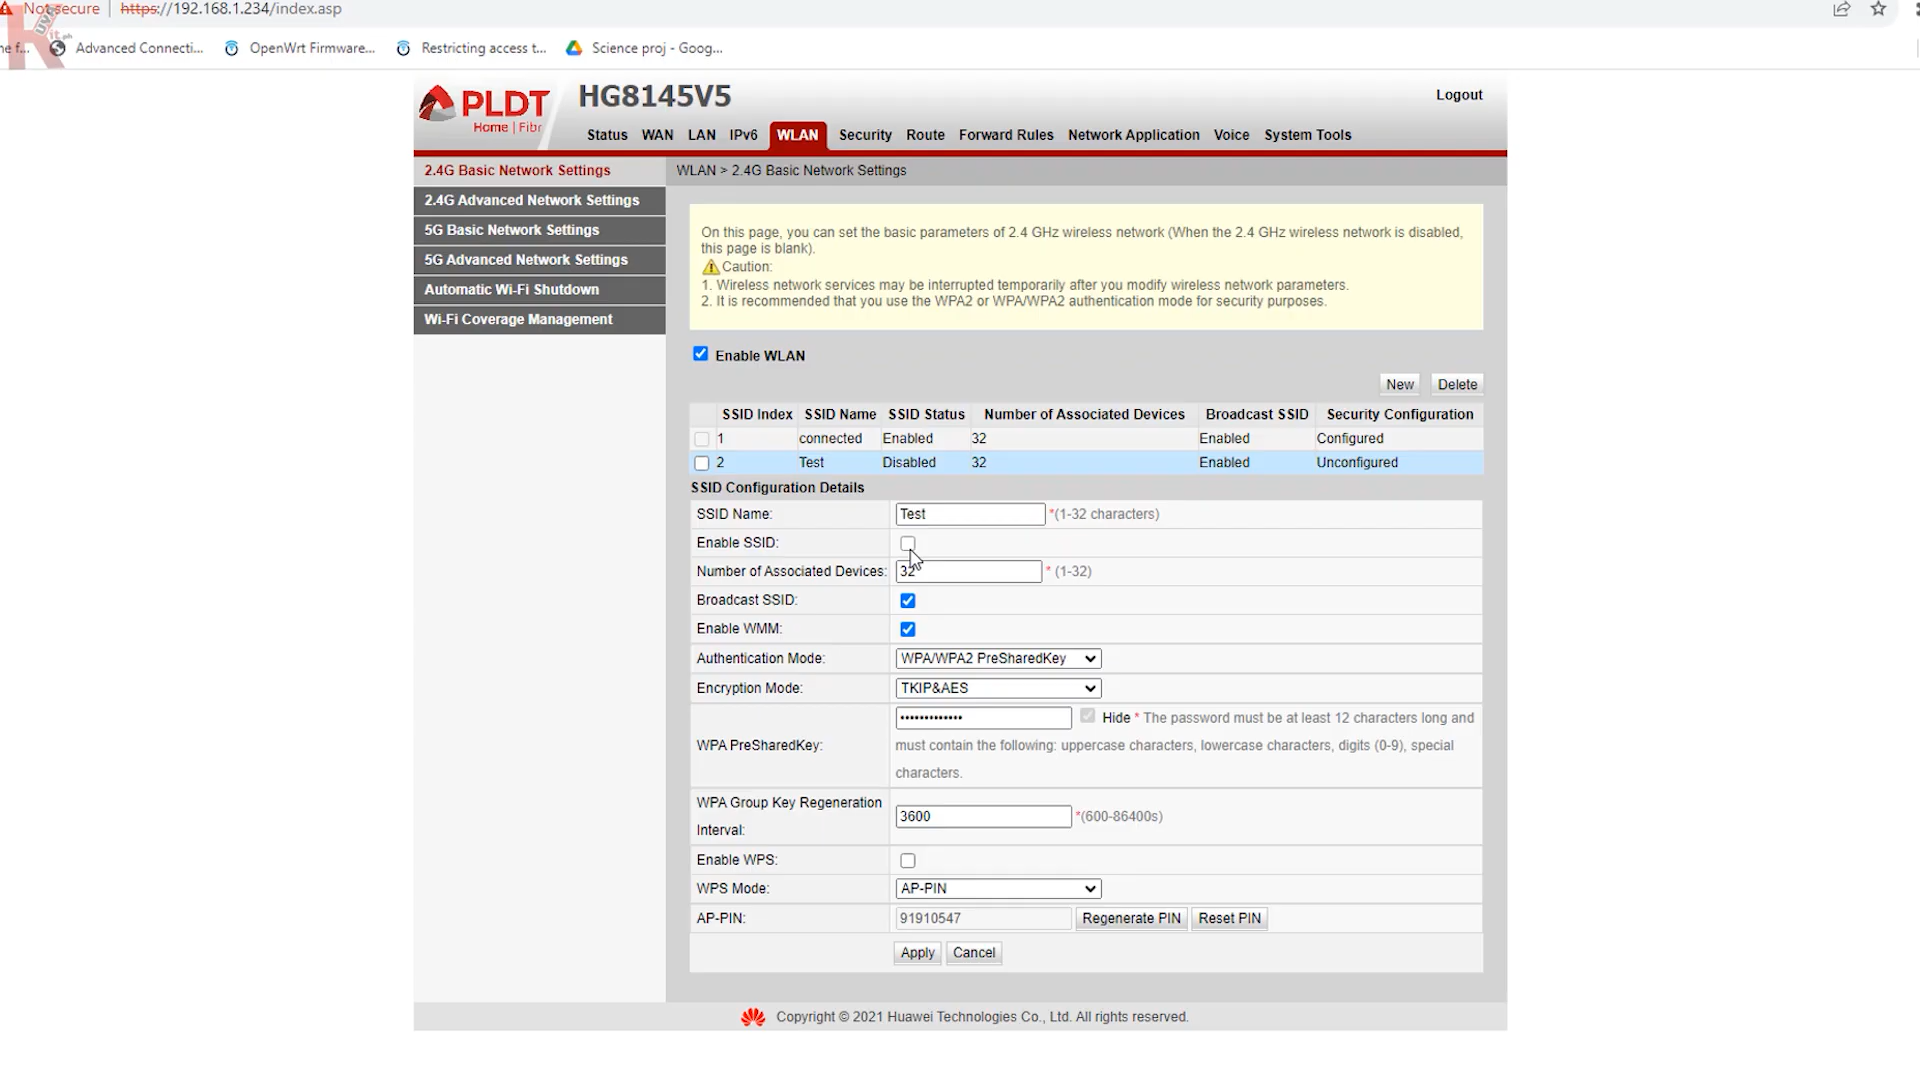 Not secure | https://192.168.1.234/index.asp
Advanced Connecti... OpenWrt Firmware... Restricting access t... Science proj - Goog...
PLDT
Home | Fibr
HG8145V5
Logout
Status WAN LAN IPv6 WLAN Security Route Forward Rules Network Application Voice System Tools
2.4G Basic Network Settings
2.4G Advanced Network Settings
5G Basic Network Settings
5G Advanced Network Settings
Automatic Wi-Fi Shutdown
Wi-Fi Coverage Management
WLAN > 2.4G Basic Network Settings
On this page, you can set the basic parameters of 2.4 GHz wireless network (When the 2.4 GHz wireless network is disabled,
this page is blank).
Caution:
1. Wireless network services may be interrupted temporarily after you modify wireless network parameters.
2. It is recommended that you use the WPA2 or WPA/WPA2 authentication mode for security purposes.
Enable WLAN
New Delete
SSID Index SSID Name SSID Status Number of Associated Devices Broadcast SSID Security Configuration
1 connected Enabled 32 Enabled Configured
2 Test Disabled 32 Enabled Unconfigured
SSID Configuration Details
SSID Name: Test *(1-32 characters)
Enable SSID:
Number of Associated Devices: 32 * (1-32)
Broadcast SSID:
Enable WMM:
Authentication Mode: WPA/WPA2 PreSharedKey
Encryption Mode: TKIP&AES
WPA PreSharedKey: ••••••••••••• Hide * The password must be at least 12 characters long and
must contain the following: uppercase characters, lowercase characters, digits (0-9), special
characters.
WPA Group Key Regeneration
Interval: 3600 *(600-86400s)
Enable WPS:
WPS Mode: AP-PIN
AP-PIN: 91910547 Regenerate PIN Reset PIN
Apply Cancel
Copyright © 2021 Huawei Technologies Co., Ltd. All rights reserved.